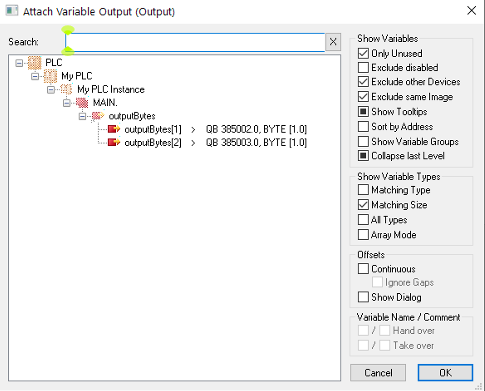 Attach Variable Output (Output)
Search:
PLC
My PLC
My PLC Instance
MAIN.
outputBytes
outputBytes[1] > QB 385002.0, BYTE [1.0]
outputBytes[2] > QB 385003.0, BYTE [1.0]
Show Variables
Only Unused
Exclude disabled
Exclude other Devices
Exclude same Image
Show Tooltips
Sort by Address
Show Variable Groups
Collapse last Level
Show Variable Types
Matching Type
Matching Size
All Types
Array Mode
Offsets
Continuous
Ignore Gaps
Show Dialog
Variable Name / Comment
/ Hand over
/ Take over
Cancel
OK